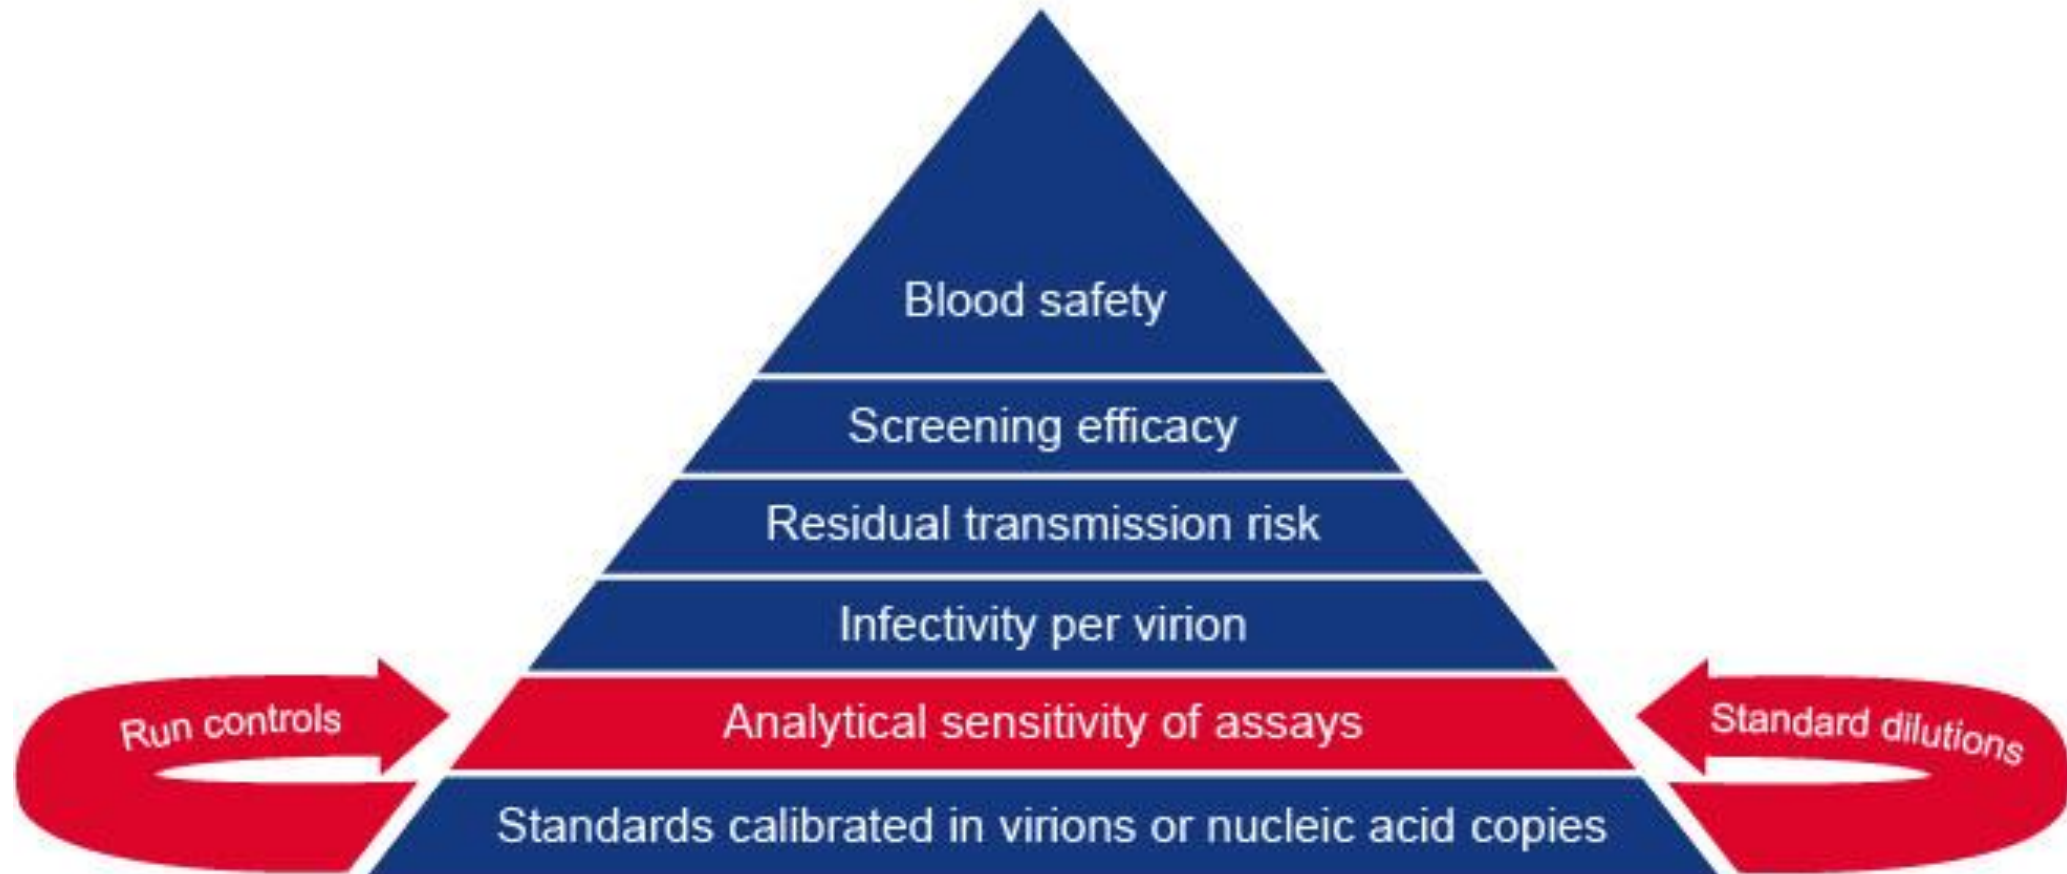 Blood safety
Screening efficacy
Residual transmission risk
Infectivity per virion
Run controls
Analytical sensitivity of assays
Standard dilutions
Standards calibrated in virions or nucleic acid copies